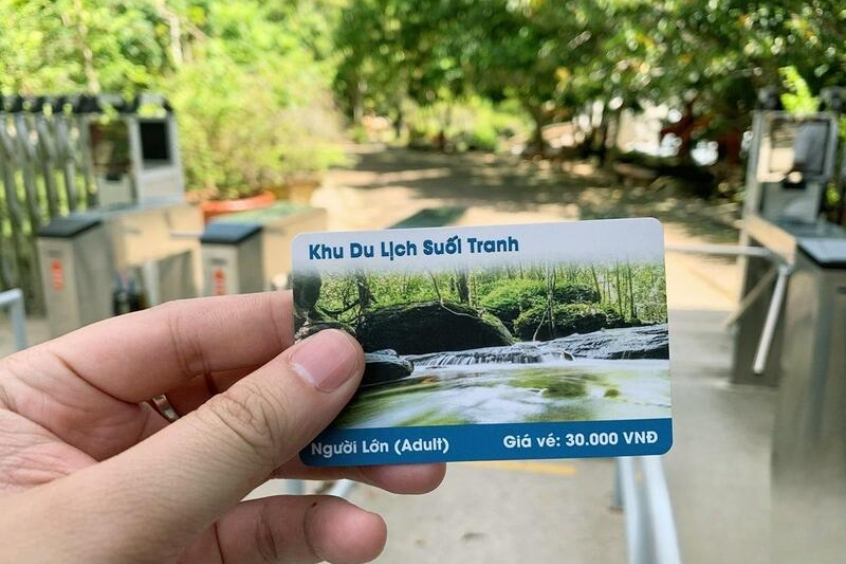 Khu Du Lịch Suối Tranh
Người Lớn (Adult)
Giá vé: 30.000 VNĐ